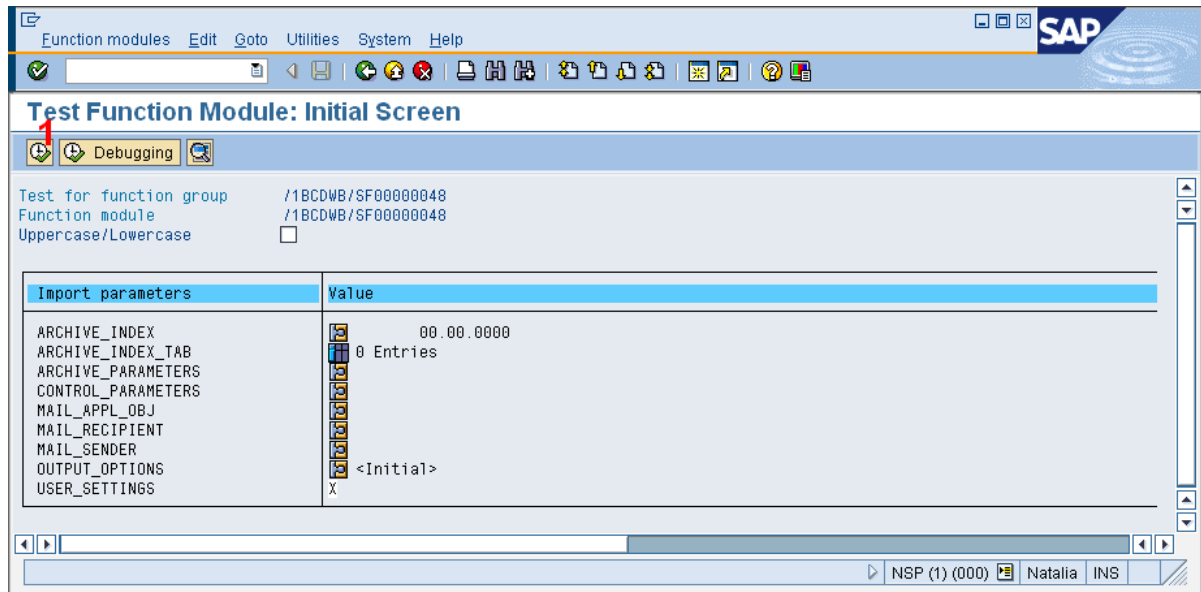 Function modules Edit Goto Utilities System Help
SAP
Test Function Module: Initial Screen
1
Debugging
Test for function group /1BCDWB/SF00000048
Function module /1BCDWB/SF00000048
Uppercase/Lowercase
Import parameters Value
ARCHIVE_INDEX 00.00.0000
ARCHIVE_INDEX_TAB 0 Entries
ARCHIVE_PARAMETERS
CONTROL_PARAMETERS
MAIL_APPL_OBJ
MAIL_RECIPIENT
MAIL_SENDER
OUTPUT_OPTIONS <Initial>
USER_SETTINGS X
NSP (1) (000) Natalia INS